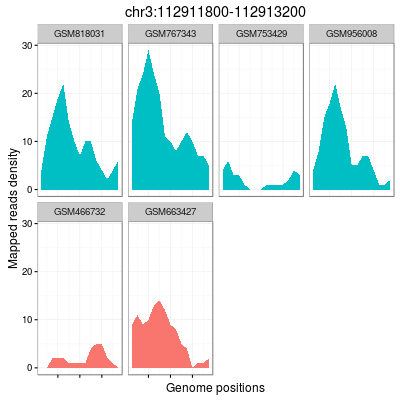 chr3:112911800-112913200
GSM818031 GSM767343 GSM753429 GSM956008
30
20
10
0
GSM466732 GSM663427
30
20
10
0
Mapped reads density
Genome positions